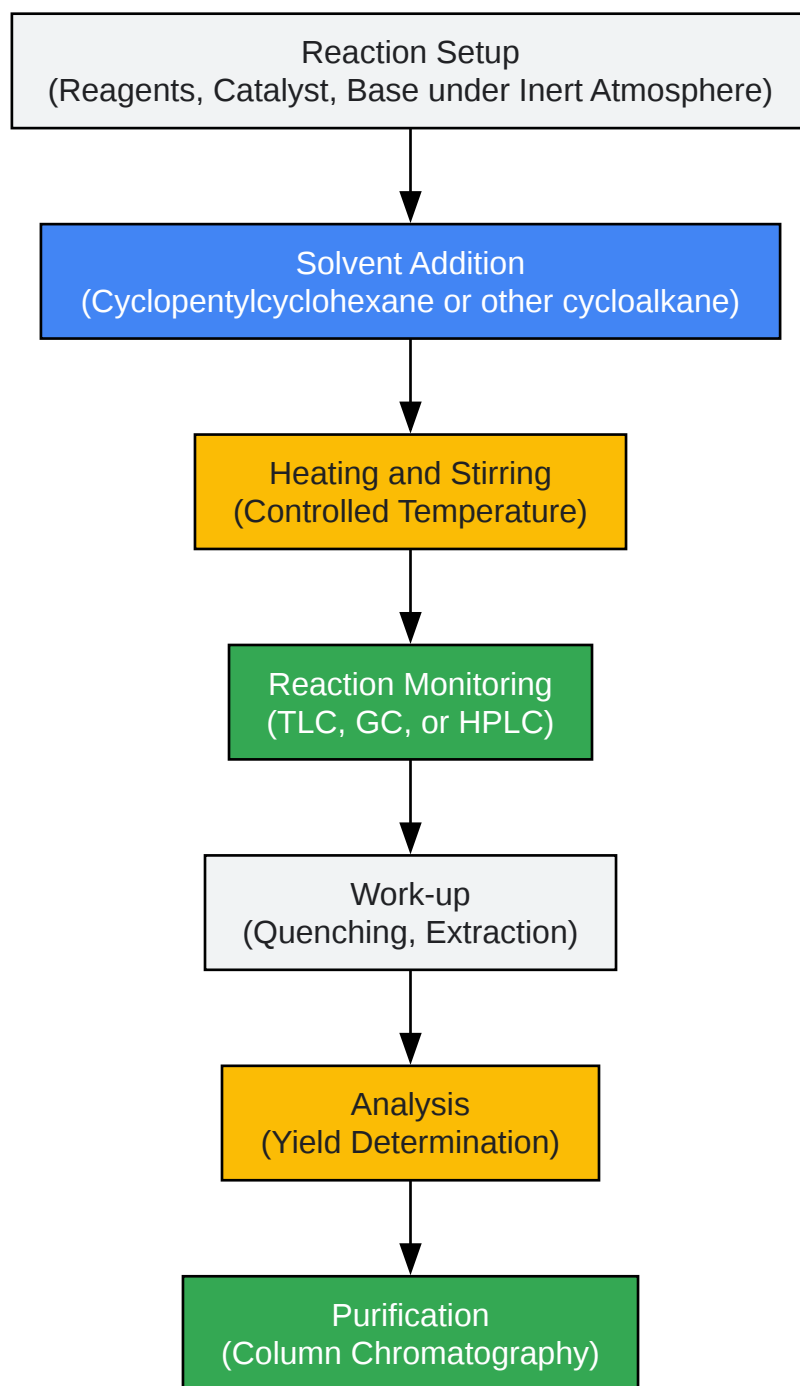 Reaction Setup
(Reagents, Catalyst, Base under Inert Atmosphere)
Solvent Addition
(Cyclopentylcyclohexane or other cycloalkane)
Heating and Stirring
(Controlled Temperature)
Reaction Monitoring
(TLC, GC, or HPLC)
Work-up
(Quenching, Extraction)
Analysis
(Yield Determination)
Purification
(Column Chromatography)